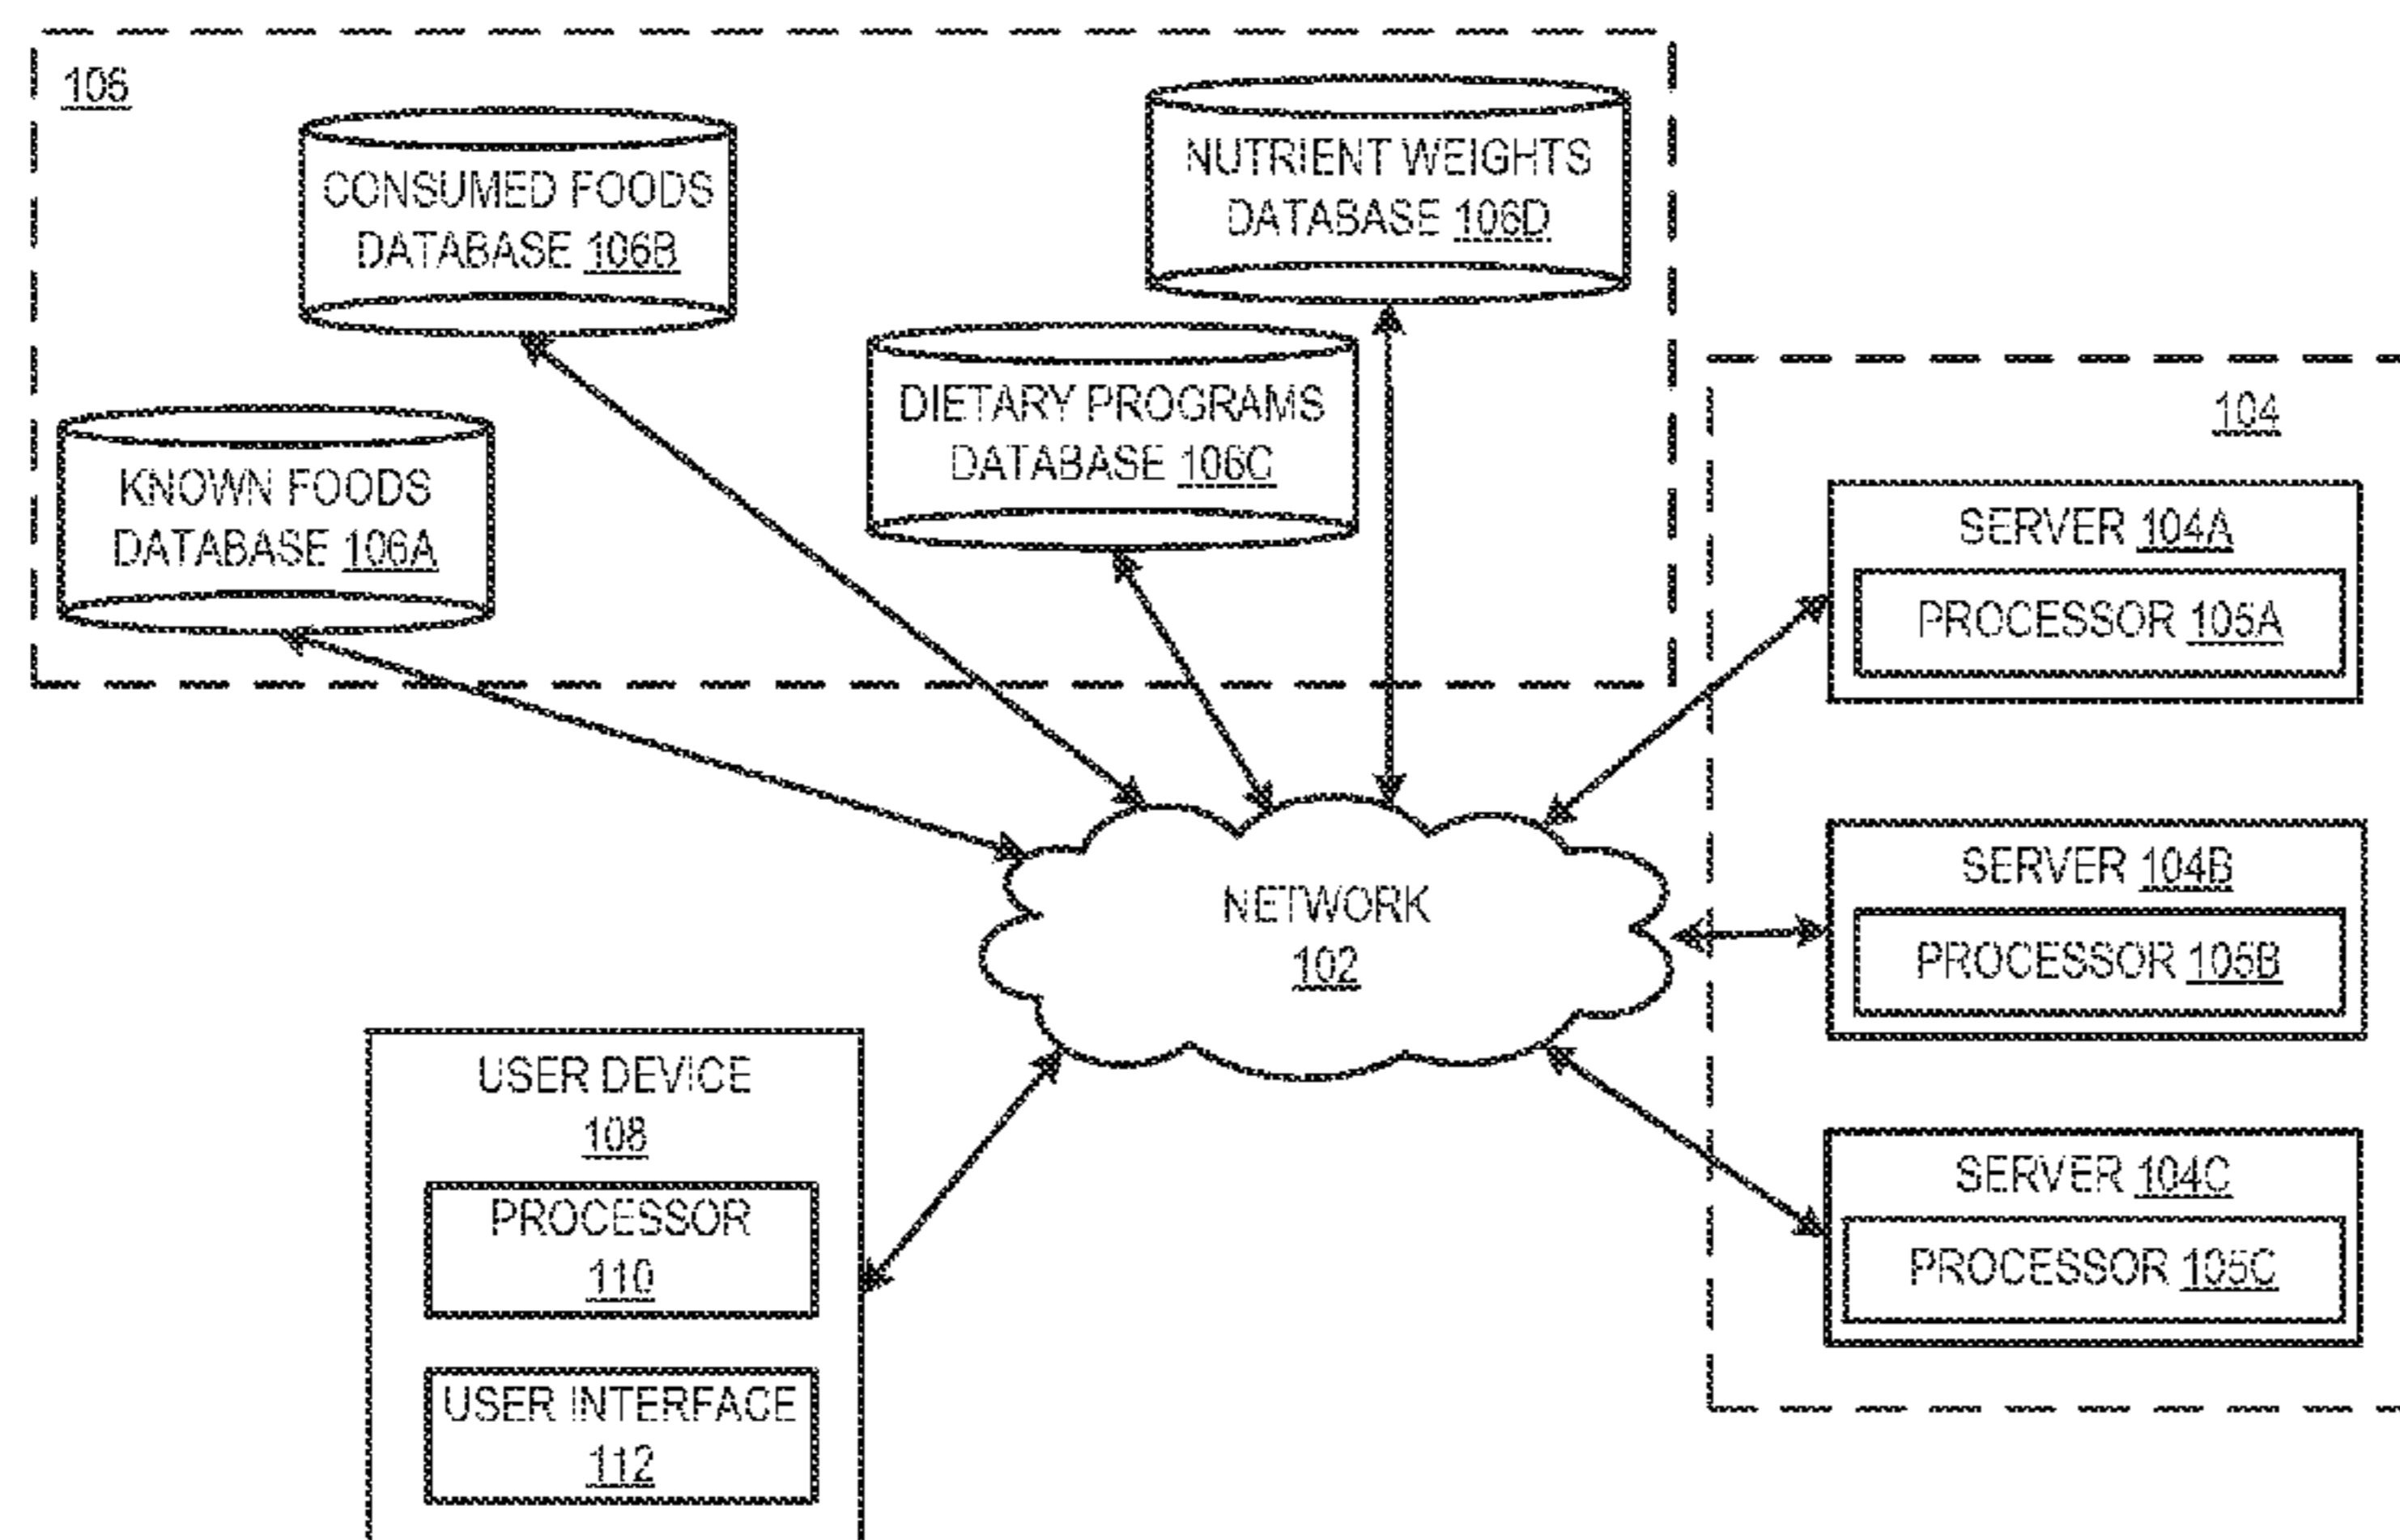 106
CONSUMED FOODS
DATABASE 106B
NUTRIENT WEIGHTS
DATABASE 106D
DIETARY PROGRAMS
DATABASE 106C
KNOWN FOODS
DATABASE 106A
104
SERVER 104A
PROCESSOR 105A
SERVER 104B
PROCESSOR 105B
SERVER 104C
PROCESSOR 105C
NETWORK
102
USER DEVICE
108
PROCESSOR
110
USER INTERFACE
112